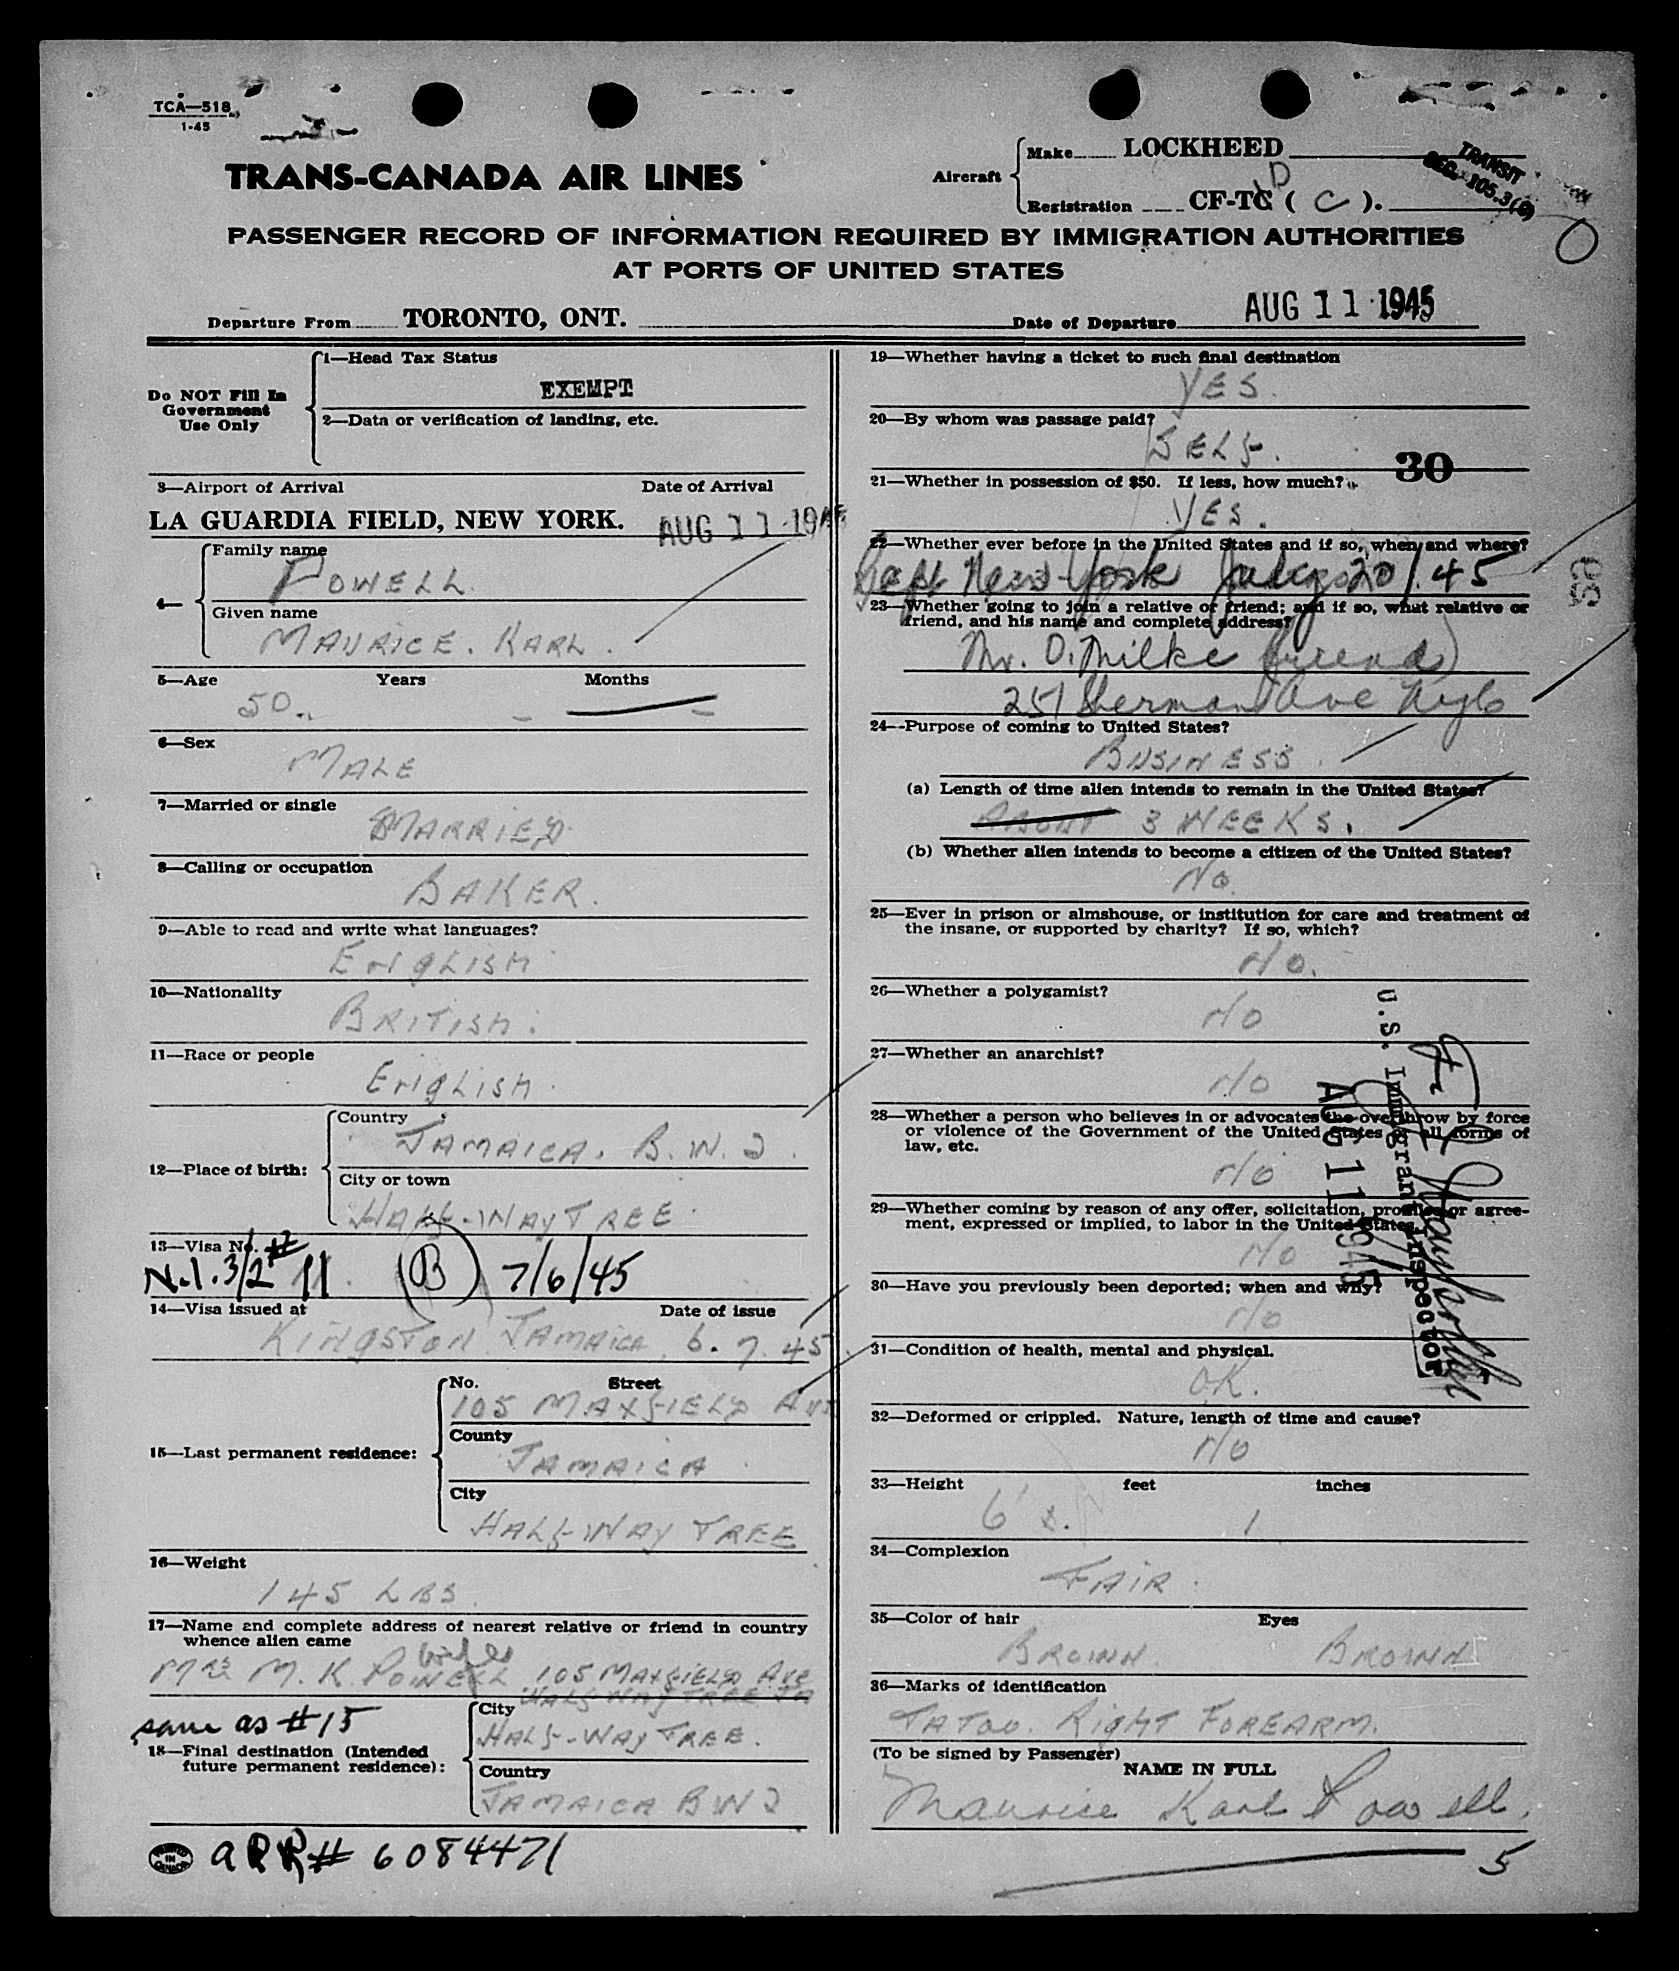 TCA—518
1-45
TRANS-CANADA AIR LINES
Aircraft
Make LOCKHEED
Registration CF-TC D ( C ).
TRANSIT
PASSENGER RECORD OF INFORMATION REQUIRED BY IMMIGRATION AUTHORITIES
AT PORTS OF UNITED STATES
Departure From TORONTO, ONT. Date of Departure AUG 11 1945
Do NOT Fill In
Government
Use Only
1—Head Tax Status
EXEMPT
2—Data or verification of landing, etc.
3—Airport of Arrival Date of Arrival
LA GUARDIA FIELD, NEW YORK. AUG 11 1945
4—
Family name
POWELL
Given name
MAURICE. KARL.
5—Age Years Months
50
6—Sex
MALE
7—Married or single
MARRIED
8—Calling or occupation
BAKER.
9—Able to read and write what languages?
ENGLISH
10—Nationality
BRITISH.
11—Race or people
ENGLISH.
12—Place of birth:
Country
JAMAICA. B.W.I.
City or town
HALF-WAY TREE.
13—Visa No.
N.I. 3/2 # 11 (B) 7/6/45
14—Visa issued at Date of issue
KINGSTON JAMAICA. 6. 7. 45
15—Last permanent residence:
No. Street
105 MAXFIELD AVE
County
JAMAICA
City
HALF-WAY TREE
16—Weight
145 LBS.
17—Name and complete address of nearest relative or friend in country
whence alien came
wife
MRS M. K. POWELL 105 MAXFIELD AVE
HALF WAY TREE JA
same as #15
18—Final destination (Intended
future permanent residence):
City
HALF-WAY TREE.
Country
JAMAICA BWI
PRINTED IN CANADA
ARR# 6084471
19—Whether having a ticket to such final destination
YES.
20—By whom was passage paid?
SELF.
30
21—Whether in possession of $50. If less, how much?
YES.
22—Whether ever before in the United States and if so, when and where?
New York July 20/45
23—Whether going to join a relative or friend; and if so, what relative or
friend, and his name and complete address?
Mr. O. Milke (friend)
251 Sherman Ave
24—Purpose of coming to United States?
BUSINESS.
(a) Length of time alien intends to remain in the United States?
ABOUT 3 WEEKS.
(b) Whether alien intends to become a citizen of the United States?
NO.
25—Ever in prison or almshouse, or institution for care and treatment of
the insane, or supported by charity? If so, which?
NO.
26—Whether a polygamist?
NO
27—Whether an anarchist?
NO
28—Whether a person who believes in or advocates the overthrow by force
or violence of the Government of the United States all forms of
law, etc.
NO
29—Whether coming by reason of any offer, solicitation, promise or agree-
ment, expressed or implied, to labor in the United States
NO
30—Have you previously been deported; when and why?
NO
31—Condition of health, mental and physical.
OK.
32—Deformed or crippled. Nature, length of time and cause?
NO
33—Height feet inches
6 1
34—Complexion
FAIR.
35—Color of hair Eyes
BROWN. BROWN
36—Marks of identification
TATOO. RIGHT FOREARM.
(To be signed by Passenger)
NAME IN FULL
Maurice Karl Powell.
5
AUG 11 1945
U.S. Immigrant Inspector